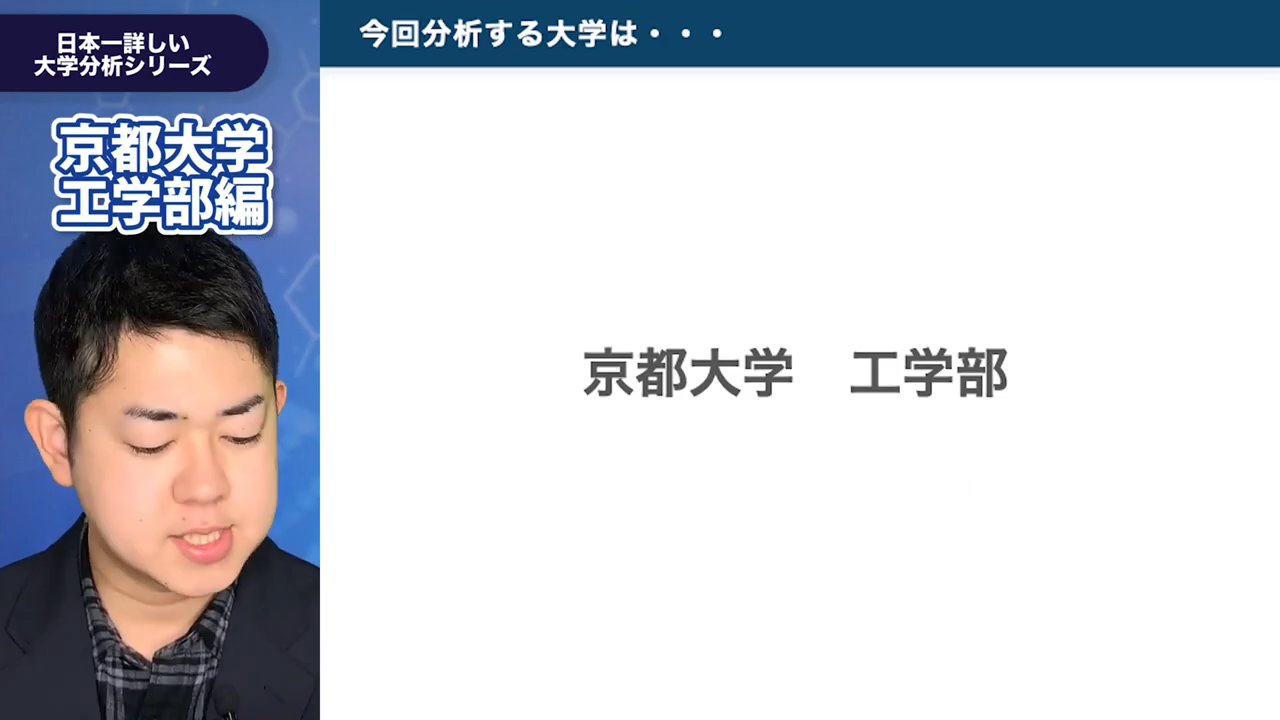 日本一詳しい
大学分析シリーズ
京都大学
工学部編
今回分析する大学は・・・
京都大学　工学部